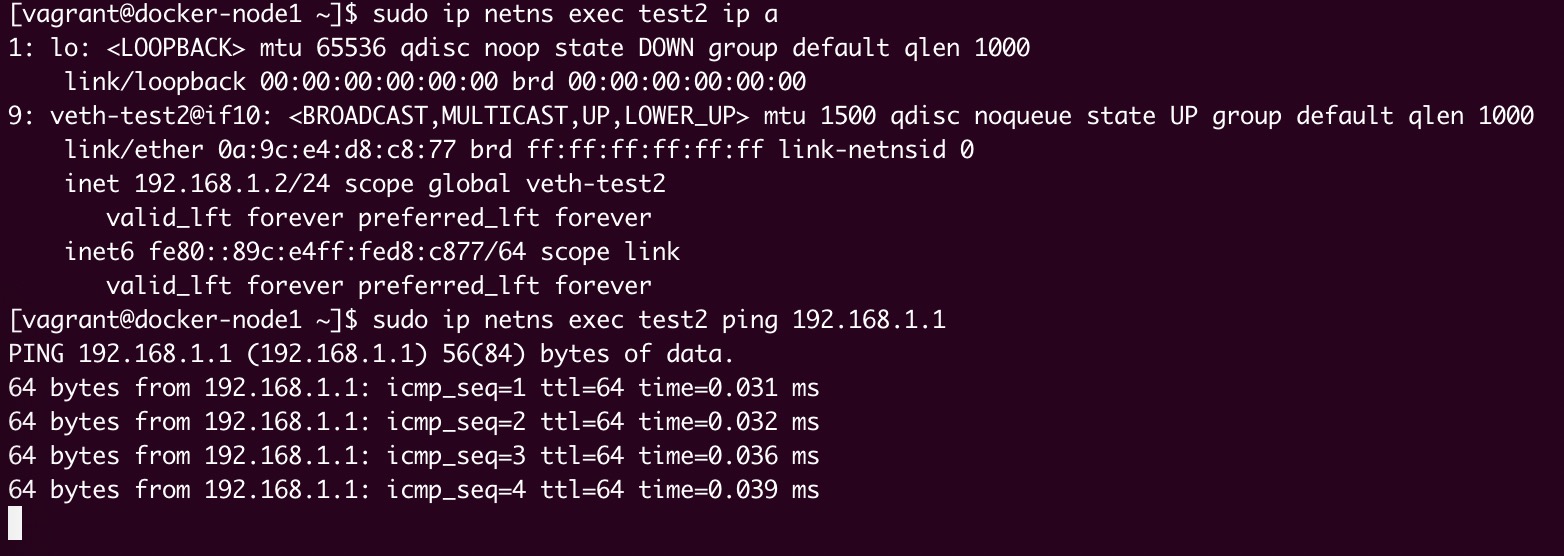 [vagrant@docker-node1 ~]$ sudo ip netns exec test2 ip a
1: lo: <LOOPBACK> mtu 65536 qdisc noop state DOWN group default qlen 1000
    link/loopback 00:00:00:00:00:00 brd 00:00:00:00:00:00
9: veth-test2@if10: <BROADCAST,MULTICAST,UP,LOWER_UP> mtu 1500 qdisc noqueue state UP group default qlen 1000
    link/ether 0a:9c:e4:d8:c8:77 brd ff:ff:ff:ff:ff:ff link-netnsid 0
    inet 192.168.1.2/24 scope global veth-test2
       valid_lft forever preferred_lft forever
    inet6 fe80::89c:e4ff:fed8:c877/64 scope link
       valid_lft forever preferred_lft forever
[vagrant@docker-node1 ~]$ sudo ip netns exec test2 ping 192.168.1.1
PING 192.168.1.1 (192.168.1.1) 56(84) bytes of data.
64 bytes from 192.168.1.1: icmp_seq=1 ttl=64 time=0.031 ms
64 bytes from 192.168.1.1: icmp_seq=2 ttl=64 time=0.032 ms
64 bytes from 192.168.1.1: icmp_seq=3 ttl=64 time=0.036 ms
64 bytes from 192.168.1.1: icmp_seq=4 ttl=64 time=0.039 ms